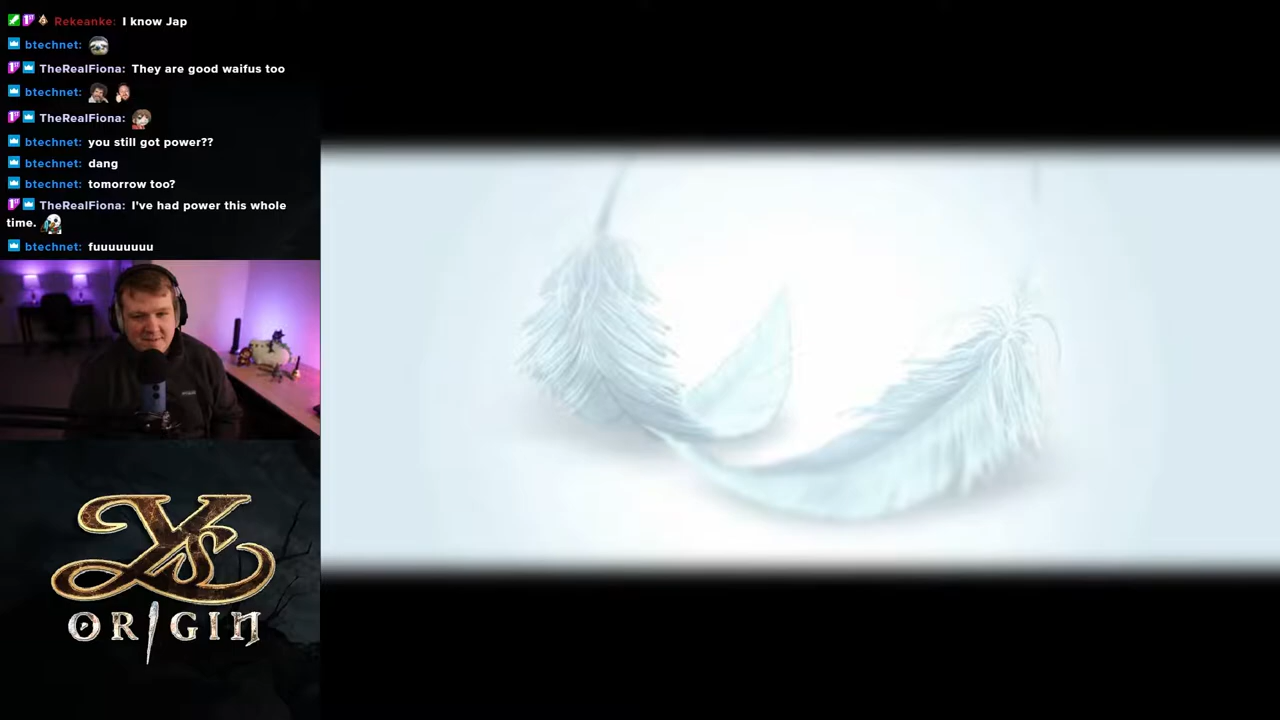 Rekeanke: I know Jap
btechnet:
TheRealFiona: They are good waifus too
btechnet:
TheRealFiona:
btechnet: you still got power??
btechnet: dang
btechnet: tomorrow too?
TheRealFiona: I've had power this whole
time.
btechnet: fuuuuuuuu
Ys
ORIGIN